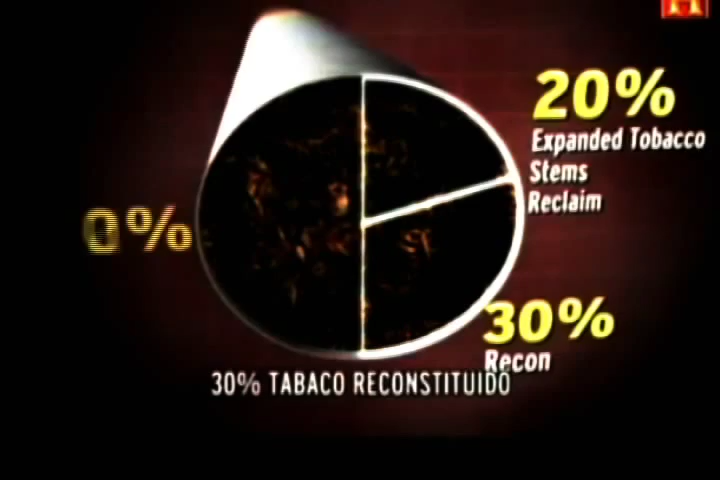 20%
Expanded Tobacco
Stems
Reclaim
0%
30%
Recon
30% TABACO RECONSTITUIDO
H